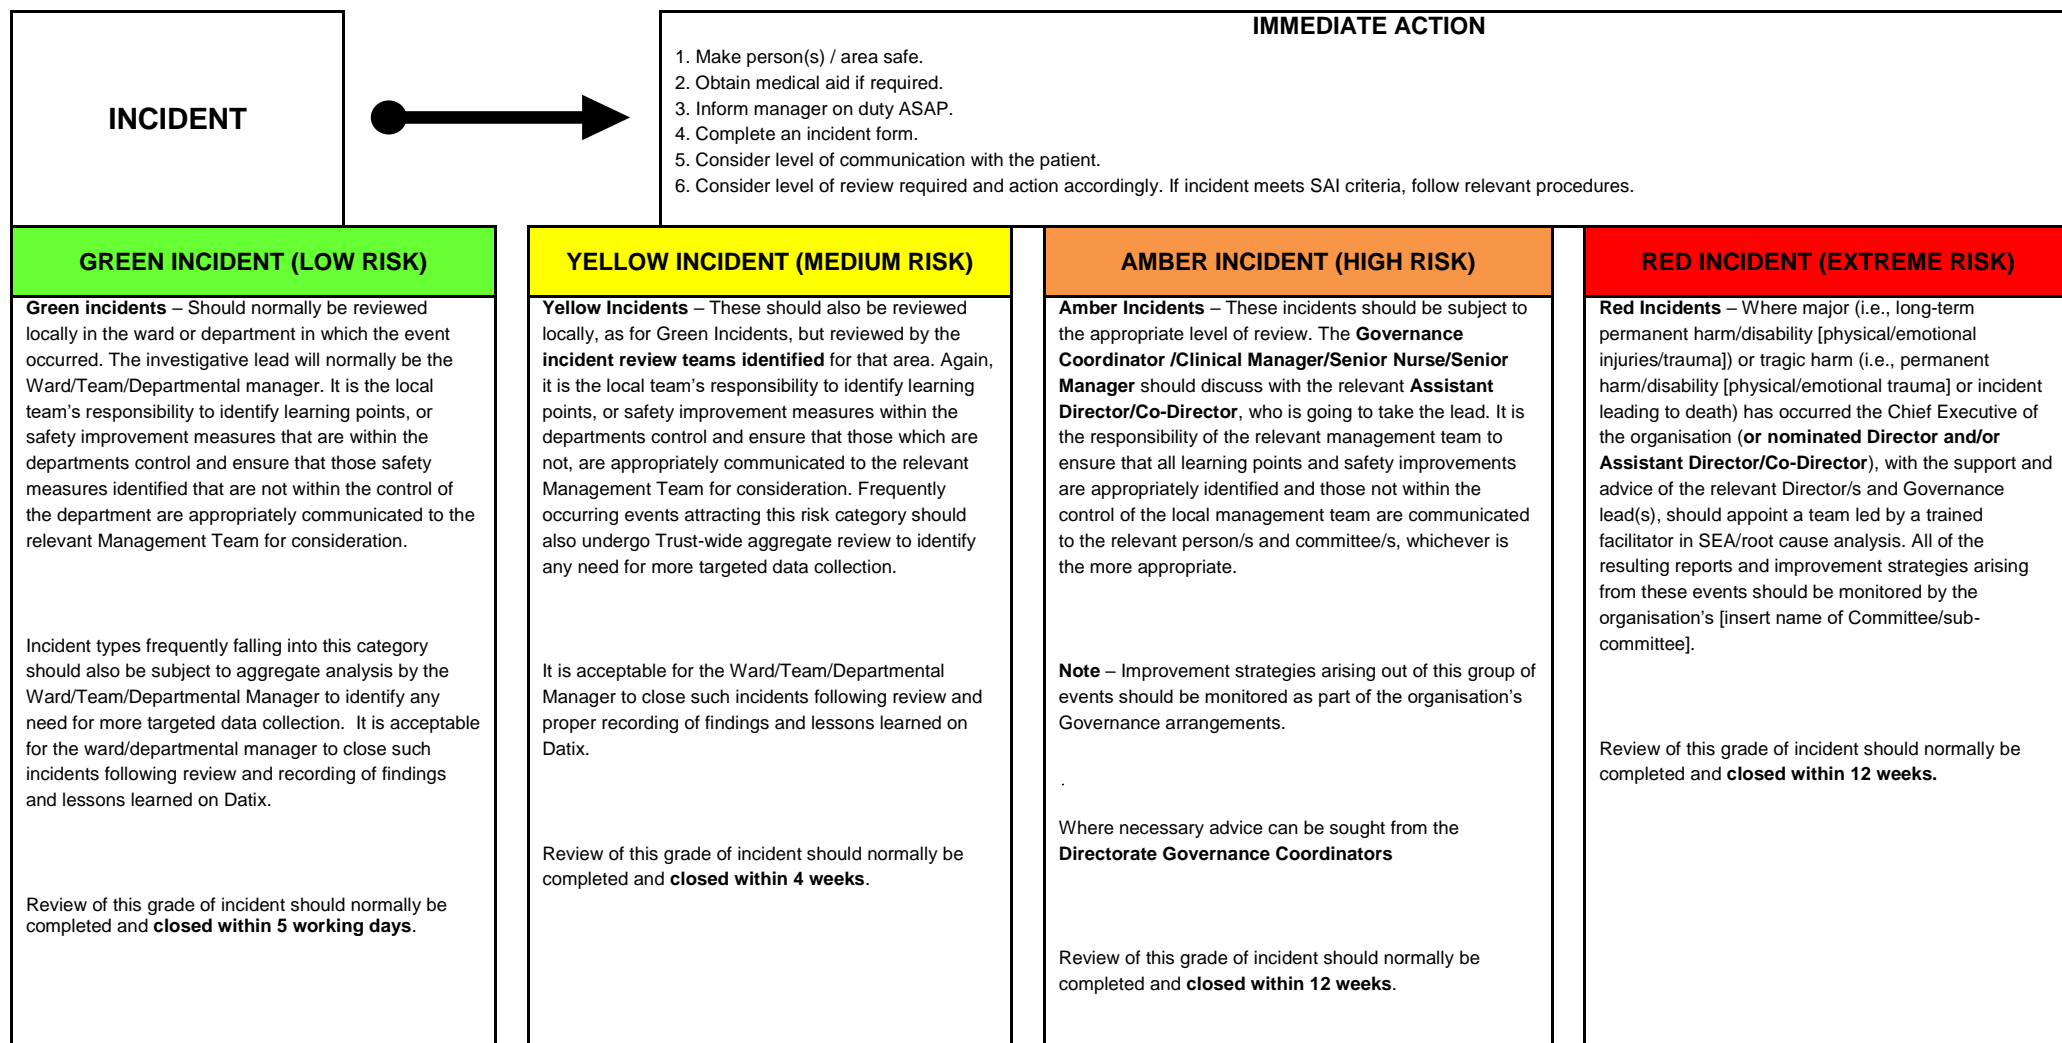 INCIDENT
IMMEDIATE ACTION
1. Make person(s) / area safe.
2. Obtain medical aid if required.
3. Inform manager on duty ASAP.
4. Complete an incident form.
5. Consider level of communication with the patient.
6. Consider level of review required and action accordingly. If incident meets SAI criteria, follow relevant procedures.
GREEN INCIDENT (LOW RISK)
Green incidents – Should normally be reviewed
locally in the ward or department in which the event
occurred. The investigative lead will normally be the
Ward/Team/Departmental manager. It is the local
team’s responsibility to identify learning points, or
safety improvement measures that are within the
departments control and ensure that those safety
measures identified that are not within the control of
the department are appropriately communicated to the
relevant Management Team for consideration.
Incident types frequently falling into this category
should also be subject to aggregate analysis by the
Ward/Team/Departmental Manager to identify any
need for more targeted data collection.  It is acceptable
for the ward/departmental manager to close such
incidents following review and recording of findings
and lessons learned on Datix.
Review of this grade of incident should normally be
completed and closed within 5 working days.
YELLOW INCIDENT (MEDIUM RISK)
Yellow Incidents – These should also be reviewed
locally, as for Green Incidents, but reviewed by the
incident review teams identified for that area. Again,
it is the local team’s responsibility to identify learning
points, or safety improvement measures within the
departments control and ensure that those which are
not, are appropriately communicated to the relevant
Management Team for consideration. Frequently
occurring events attracting this risk category should
also undergo Trust-wide aggregate review to identify
any need for more targeted data collection.
It is acceptable for the Ward/Team/Departmental
Manager to close such incidents following review and
proper recording of findings and lessons learned on
Datix.
Review of this grade of incident should normally be
completed and closed within 4 weeks.
AMBER INCIDENT (HIGH RISK)
Amber Incidents – These incidents should be subject to
the appropriate level of review. The Governance
Coordinator /Clinical Manager/Senior Nurse/Senior
Manager should discuss with the relevant Assistant
Director/Co-Director, who is going to take the lead. It is
the responsibility of the relevant management team to
ensure that all learning points and safety improvements
are appropriately identified and those not within the
control of the local management team are communicated
to the relevant person/s and committee/s, whichever is
the more appropriate.
Note – Improvement strategies arising out of this group of
events should be monitored as part of the organisation’s
Governance arrangements.
.
Where necessary advice can be sought from the
Directorate Governance Coordinators
Review of this grade of incident should normally be
completed and closed within 12 weeks.
RED INCIDENT (EXTREME RISK)
Red Incidents – Where major (i.e., long-term
permanent harm/disability [physical/emotional
injuries/trauma]) or tragic harm (i.e., permanent
harm/disability [physical/emotional trauma] or incident
leading to death) has occurred the Chief Executive of
the organisation (or nominated Director and/or
Assistant Director/Co-Director), with the support and
advice of the relevant Director/s and Governance
lead(s), should appoint a team led by a trained
facilitator in SEA/root cause analysis. All of the
resulting reports and improvement strategies arising
from these events should be monitored by the
organisation’s [insert name of Committee/sub-
committee].
Review of this grade of incident should normally be
completed and closed within 12 weeks.